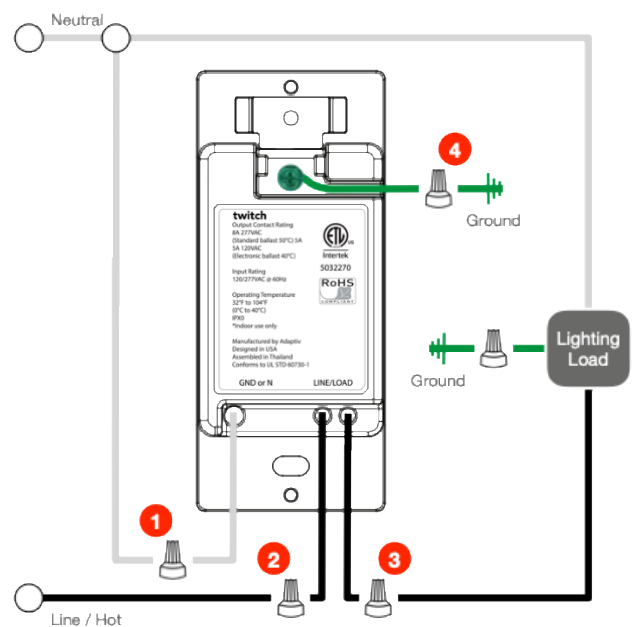 Neutral
4
Ground
twitch
Output Contact Rating
8A 277VAC
(Standard ballast 50°C) 5A
5A 120VAC
(Electronic ballast 40°C)
ETL
us
Intertek
5032270
Input Rating
120/277VAC @ 60Hz
RoHS
COMPLIANT
Operating Temperature
32°F to 104°F
(0°C to 40°C)
IPX0
*Indoor use only
Manufactured by Adaptiv
Designed in USA
Assembled in Thailand
Conforms to UL STD-60730-1
GND or N LINE/LOAD
Ground
Lighting
Load
1
2
3
Line / Hot